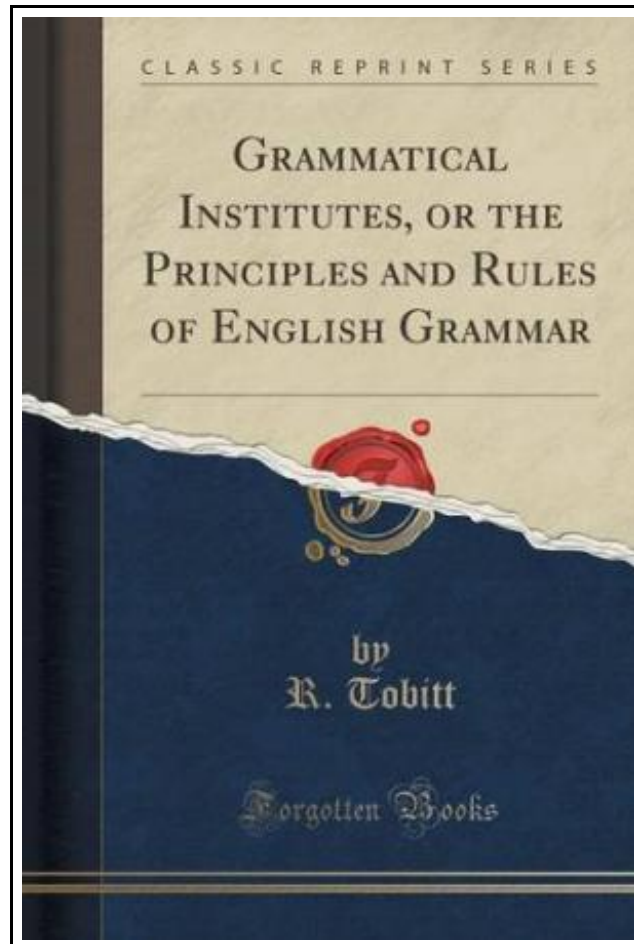 CLASSIC REPRINT SERIES
GRAMMATICAL
INSTITUTES, OR THE
PRINCIPLES AND RULES
OF ENGLISH GRAMMAR
by
R. Tobitt
Forgotten Books